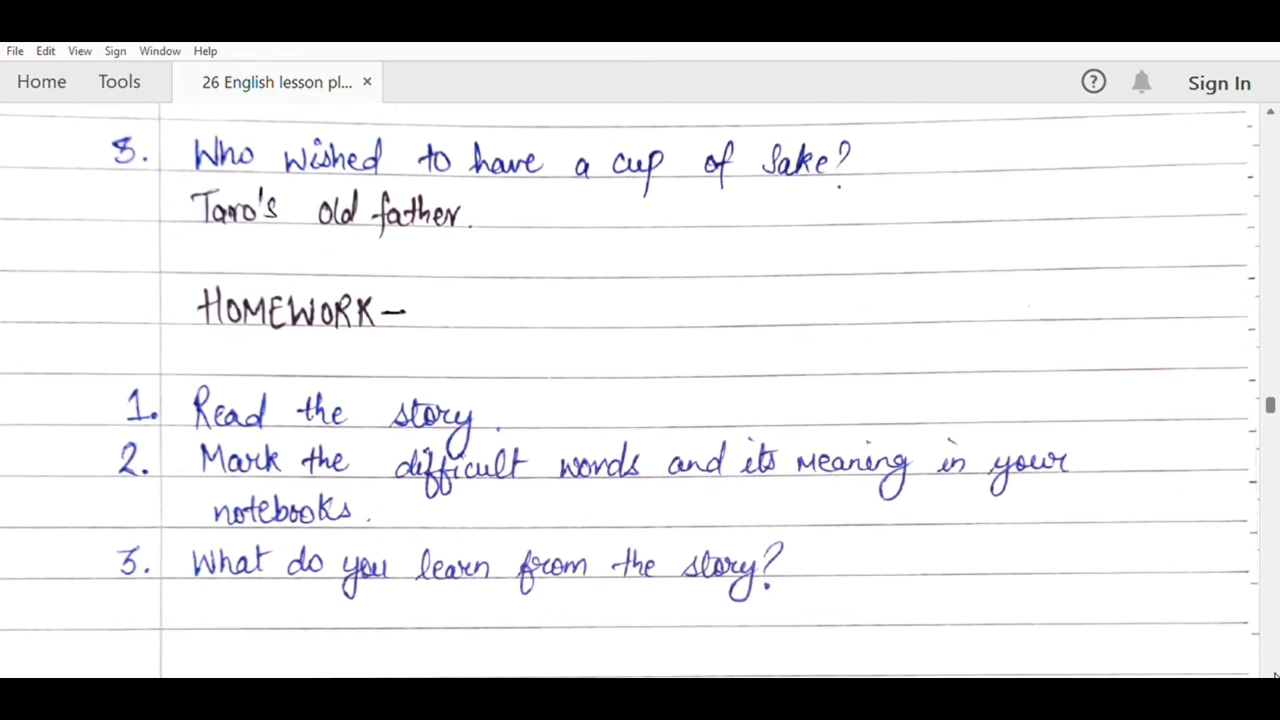 File Edit View Sign Window Help
Home Tools 26 English lesson pl... × ? Sign In
3. Who wished to have a cup of Sake?
Taro's old father.
HOMEWORK —
1. Read the story.
2. Mark the difficult words and its meaning in your
notebooks.
3. What do you learn from the story?